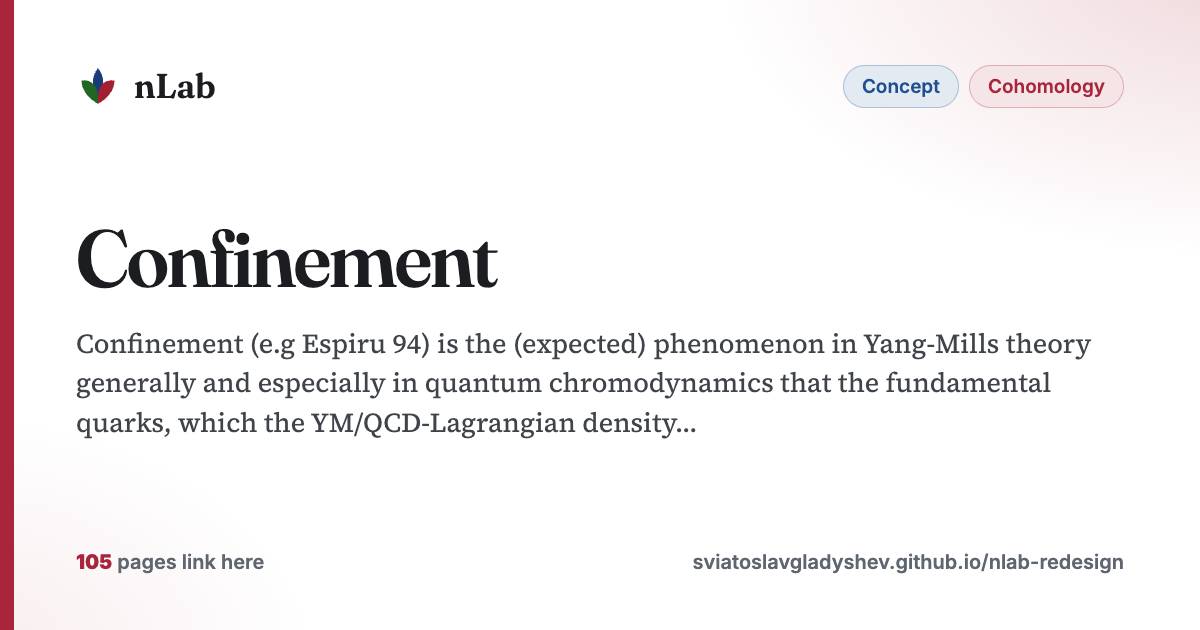 nLab
Concept
Cohomology
Confinement
Confinement (e.g Espiru 94) is the (expected) phenomenon in Yang-Mills theory
generally and especially in quantum chromodynamics that the fundamental
quarks, which the YM/QCD-Lagrangian density...
105 pages link here
sviatoslavgladyshev.github.io/nlab-redesign